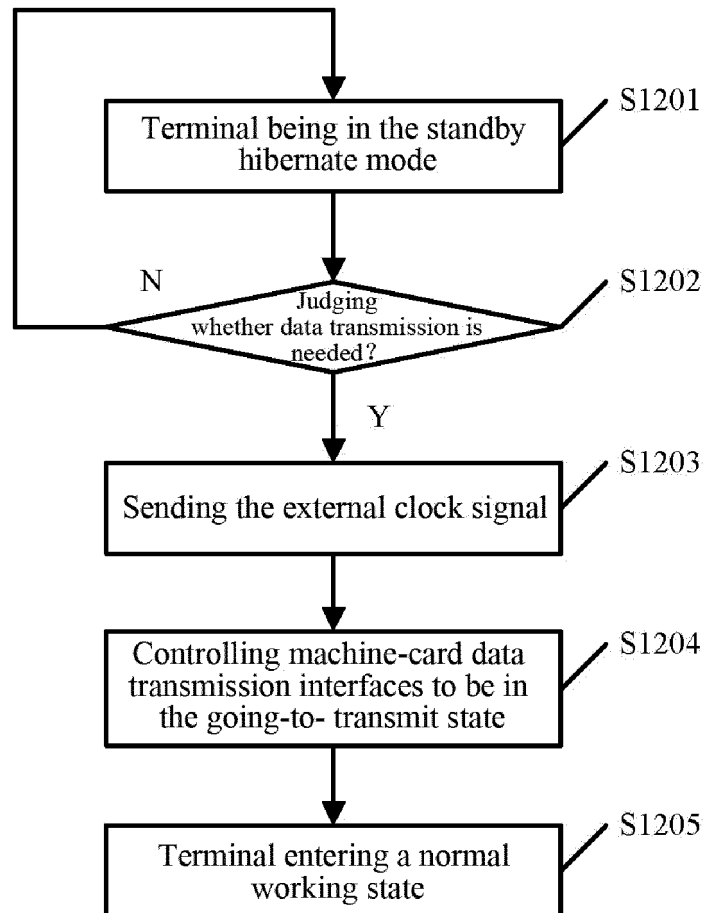 S1201
Terminal being in the standby
hibernate mode
N
S1202
Judging
whether data transmission is
needed?
Y
S1203
Sending the external clock signal
S1204
Controlling machine-card data
transmission interfaces to be in
the going-to- transmit state
S1205
Terminal entering a normal
working state